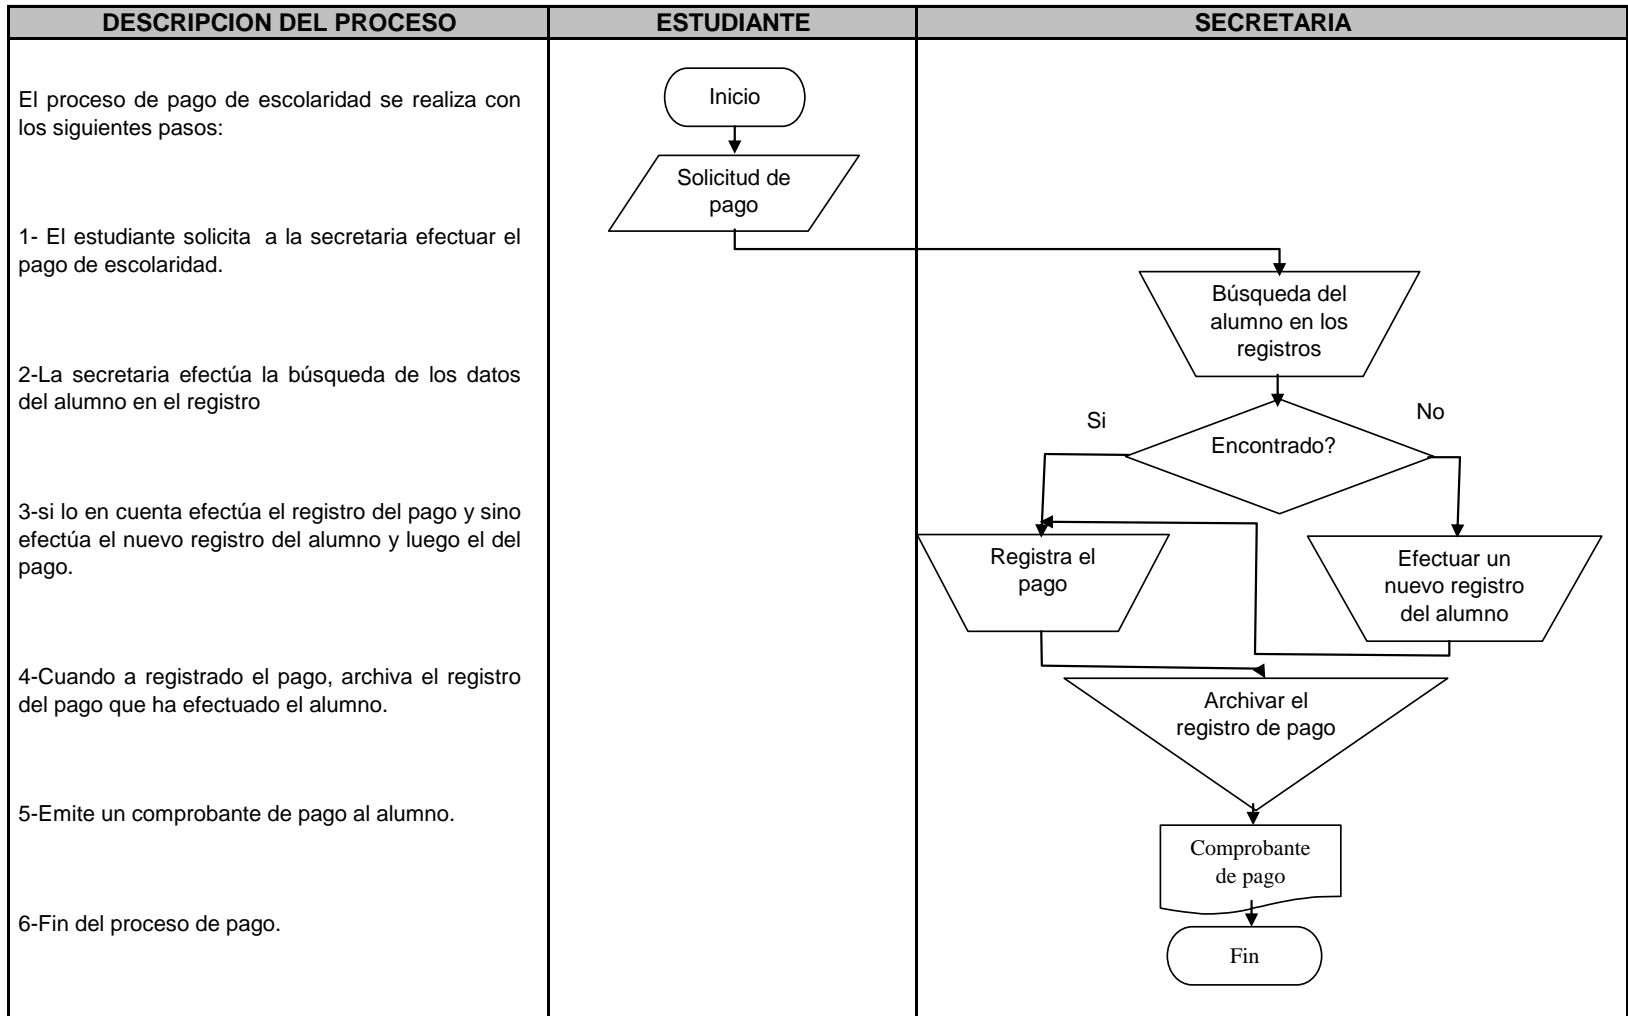 DESCRIPCION DEL PROCESO
ESTUDIANTE
SECRETARIA
El proceso de pago de escolaridad se realiza con
los siguientes pasos:
1- El estudiante solicita  a la secretaria efectuar el
pago de escolaridad.
2-La secretaria efectúa la búsqueda de los datos
del alumno en el registro
3-si lo en cuenta efectúa el registro del pago y sino
efectúa el nuevo registro del alumno y luego el del
pago.
4-Cuando a registrado el pago, archiva el registro
del pago que ha efectuado el alumno.
5-Emite un comprobante de pago al alumno.
6-Fin del proceso de pago.
Inicio
Solicitud de
pago
Búsqueda del
alumno en los
registros
Si
No
Encontrado?
Registra el
pago
Efectuar un
nuevo registro
del alumno
Archivar el
registro de pago
Comprobante
de pago
Fin